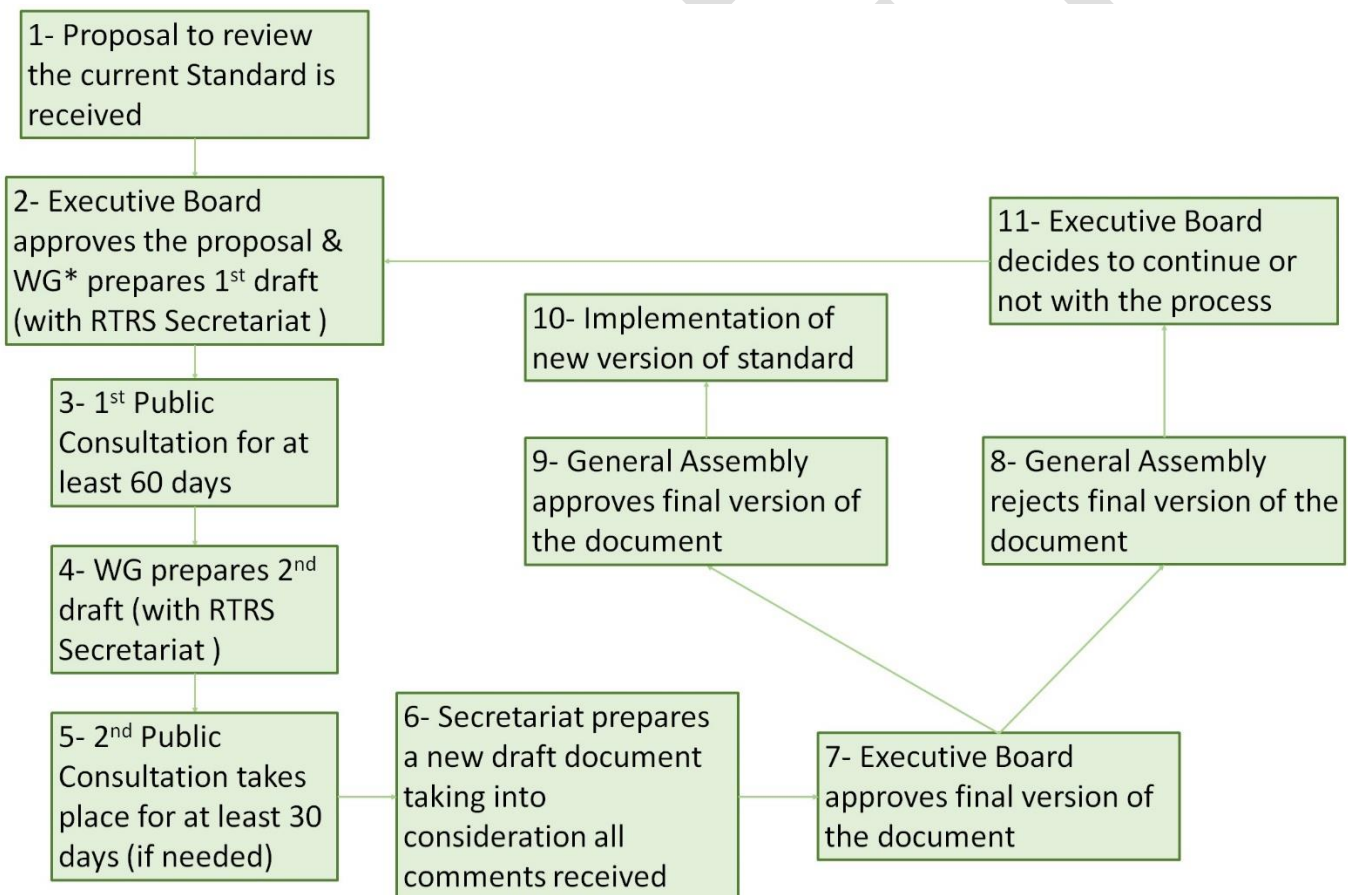 1- Proposal to review
the current Standard is
received
2- Executive Board
approves the proposal &
WG* prepares 1st draft
(with RTRS Secretariat )
3- 1st Public
Consultation for at
least 60 days
4- WG prepares 2nd
draft (with RTRS
Secretariat )
5- 2nd Public
Consultation takes
place for at least 30
days (if needed)
6- Secretariat prepares
a new draft document
taking into
consideration all
comments received
7- Executive Board
approves final version of
the document
8- General Assembly
rejects final version of the
document
9- General Assembly
approves final version of
the document
10- Implementation of
new version of standard
11- Executive Board
decides to continue or
not with the process